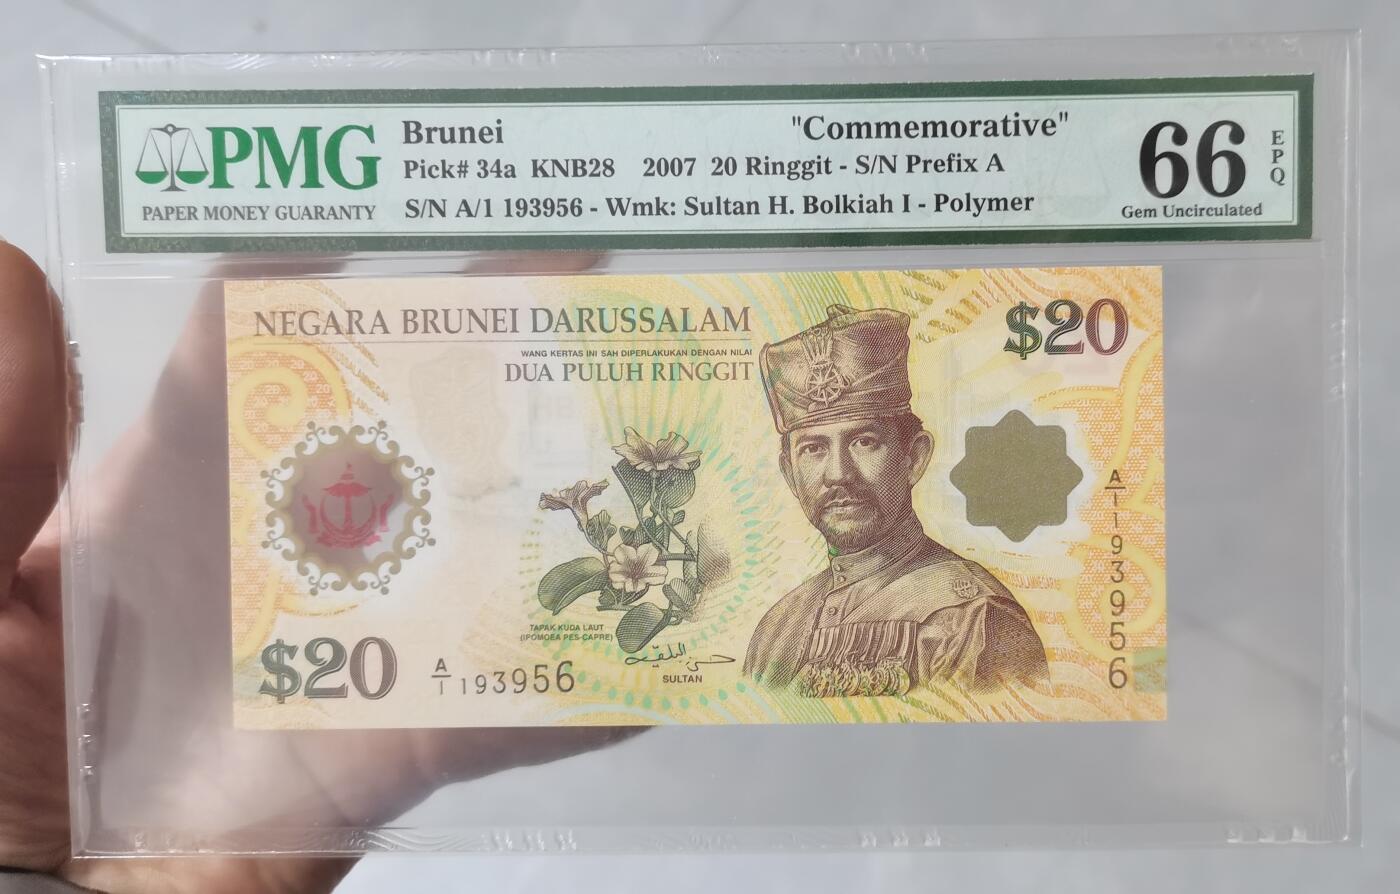 PMG
PAPER MONEY GUARANTY
Brunei "Commemorative"
Pick# 34a KNB28 2007 20 Ringgit - S/N Prefix A
S/N A/1 193956 - Wmk: Sultan H. Bolkiah I - Polymer
66
EPQ
Gem Uncirculated
NEGARA BRUNEI DARUSSALAM
WANG KERTAS INI SAH DIPERLAKUKAN DENGAN NILAI
DUA PULUH RINGGIT
$20
A/1 193956
TAPAK KUDA LAUT
(IPOMOEA PES-CAPRE)
SULTAN
$20
A/1 193956